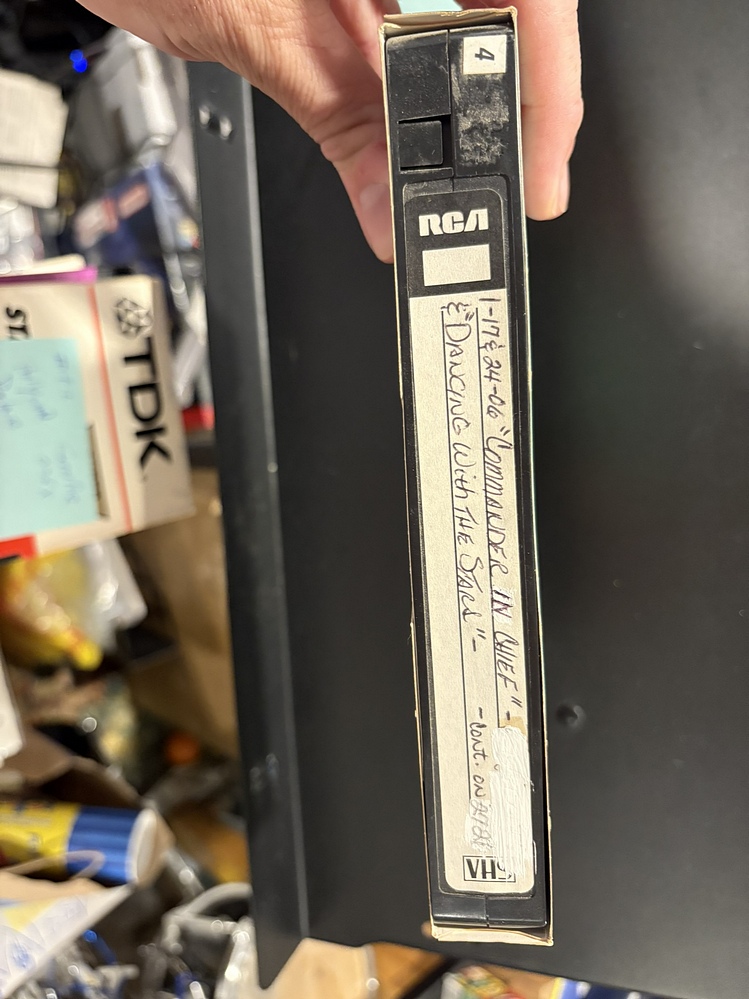 4
RCA
1-17 & 24-06 "COMMANDER IN CHIEF" -
& "DANCING WITH THE STARS" -
- CONT. ON
VHS
TDK